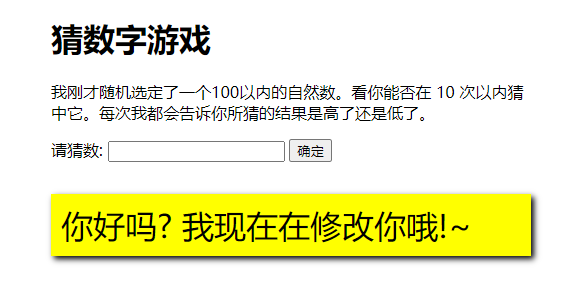 猜数字游戏
我刚才随机选定了一个100以内的自然数。看你能否在 10 次以内猜
中它。每次我都会告诉你所猜的结果是高了还是低了。
请猜数: 确定
你好吗? 我现在在修改你哦!~